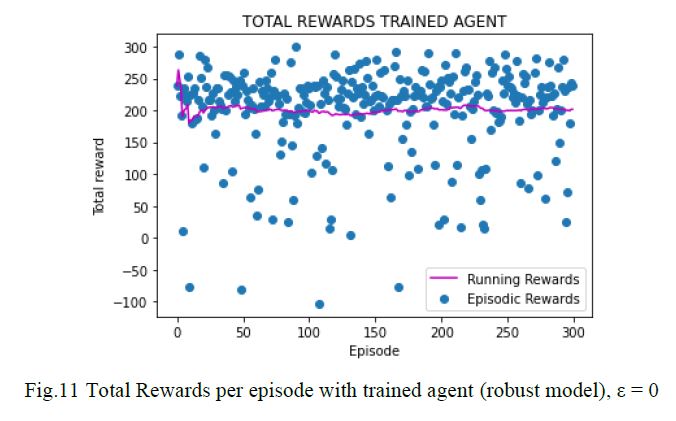 TOTAL REWARDS TRAINED AGENT
300
250
200
150
100
50
0
−50
−100
Total reward
Running Rewards
Episodic Rewards
0 50 100 150 200 250 300
Episode
Fig.11 Total Rewards per episode with trained agent (robust model), ε = 0